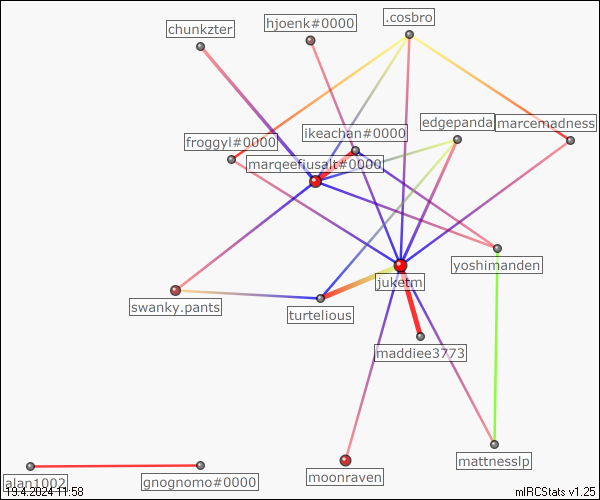 hjoenk#0000
.cosbro
chunkzter
edgepandal
marcemadness
ikeachan#0000
froggyl#0000
marqeefiusalt#0000
yoshimanden
juketm
swanky.pants
turtelious
maddiee3773
mattnesslp
moonraven
alan1002
gnognomo#0000
19.4.2024 11:58
mIRCStats v1.25